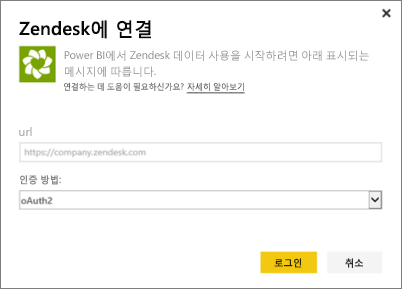 Zendesk에 연결
Power BI에서 Zendesk 데이터 사용을 시작하려면 아래 표시되는
메시지에 따릅니다.
연결하는 데 도움이 필요하신가요? 자세히 알아보기
url
https://company.zendesk.com
인증 방법:
oAuth2
로그인
취소